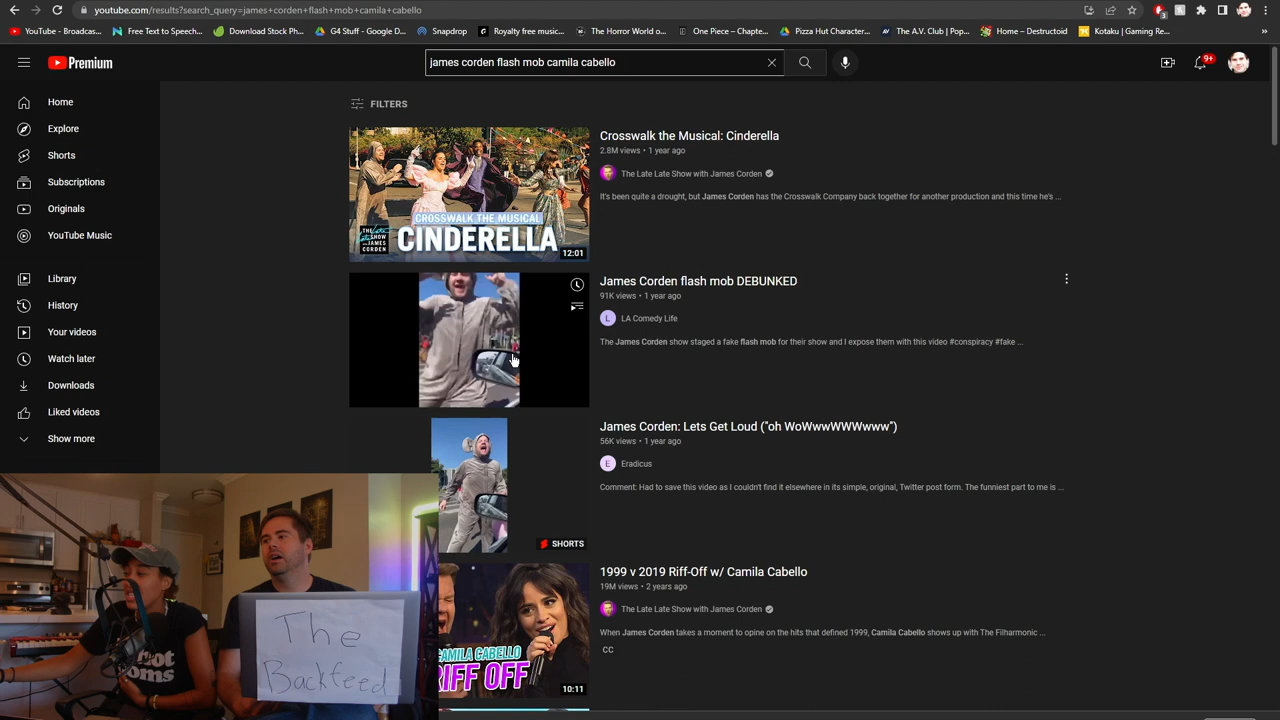 youtube.com/results?search_query=james+corden+flash+mob+camila+cabello
YouTube - Broadcas...
Free Text to Speech...
Download Stock Ph...
G4 Stuff - Google D...
Snapdrop
Royalty free music...
The Horror World o...
One Piece – Chapte...
Pizza Hut Character...
The A.V. Club | Pop...
Home – Destructoid
Kotaku | Gaming Re...
»
Premium
james corden flash mob camila cabello
9+
Home
Explore
Shorts
Subscriptions
Originals
YouTube Music
Library
History
Your videos
Watch later
Downloads
Liked videos
Show more
FILTERS
CROSSWALK THE MUSICAL
CINDERELLA
THE LATE LATE SHOW WITH JAMES CORDEN
12:01
Crosswalk the Musical: Cinderella
2.8M views • 1 year ago
The Late Late Show with James Corden
It's been quite a drought, but James Corden has the Crosswalk Company back together for another production and this time he's ...
James Corden flash mob DEBUNKED
91K views • 1 year ago
L LA Comedy Life
The James Corden show staged a fake flash mob for their show and I expose them with this video #conspiracy #fake ...
SHORTS
James Corden: Lets Get Loud ("oh WoWwwWWWwww")
56K views • 1 year ago
E Eradicus
Comment: Had to save this video as I couldn't find it elsewhere in its simple, original, Twitter post form. The funniest part to me is ...
CAMILA CABELLO
RIFF OFF
10:11
1999 v 2019 Riff-Off w/ Camila Cabello
19M views • 2 years ago
The Late Late Show with James Corden
When James Corden takes a moment to opine on the hits that defined 1999, Camila Cabello shows up with The Filharmonic ...
CC
The
Backfeed